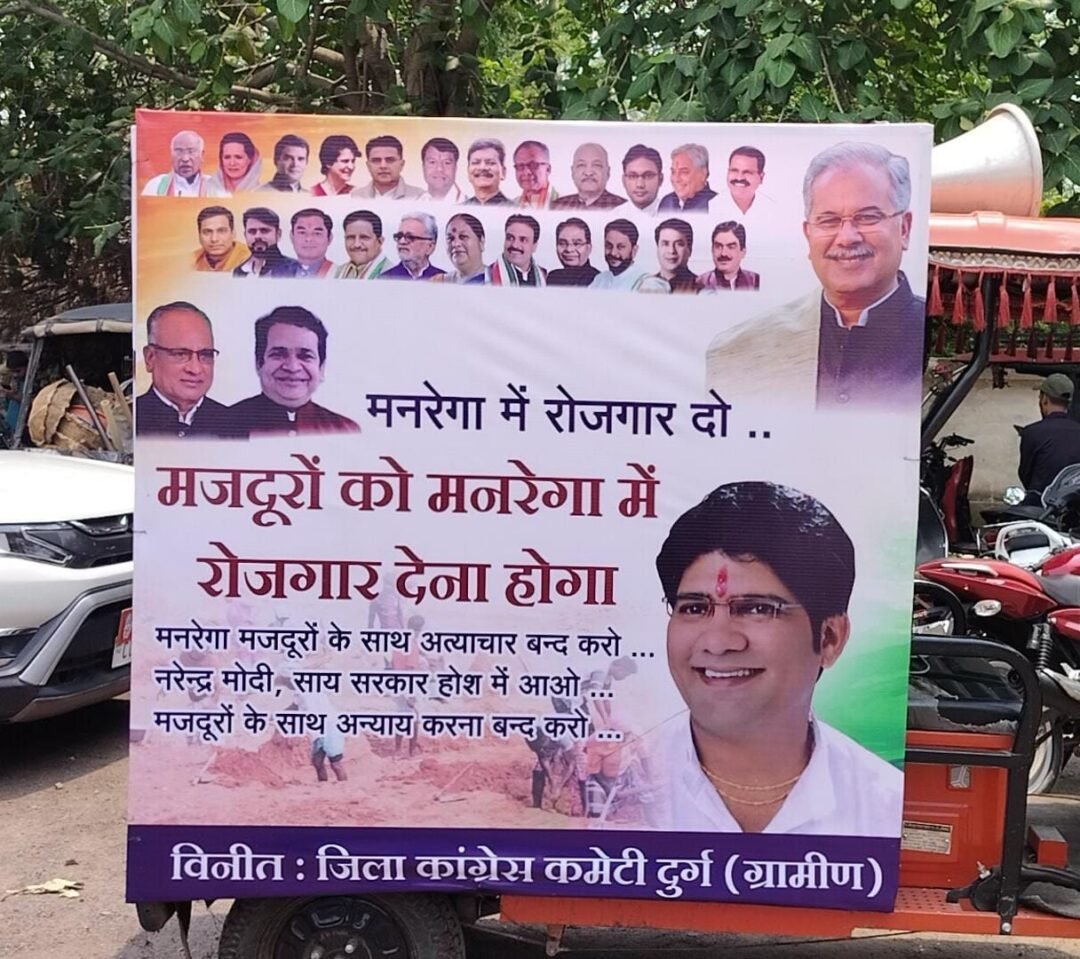 मनरेगा में रोजगार दो ..
मजदूरों को मनरेगा में
रोजगार देना होगा
मनरेगा मजदूरों के साथ अत्याचार बन्द करो ...
नरेन्द्र मोदी, साय सरकार होश में आओ ...
मजदूरों के साथ अन्याय करना बन्द करो ...
विनीत : जिला कांग्रेस कमेटी दुर्ग (ग्रामीण)